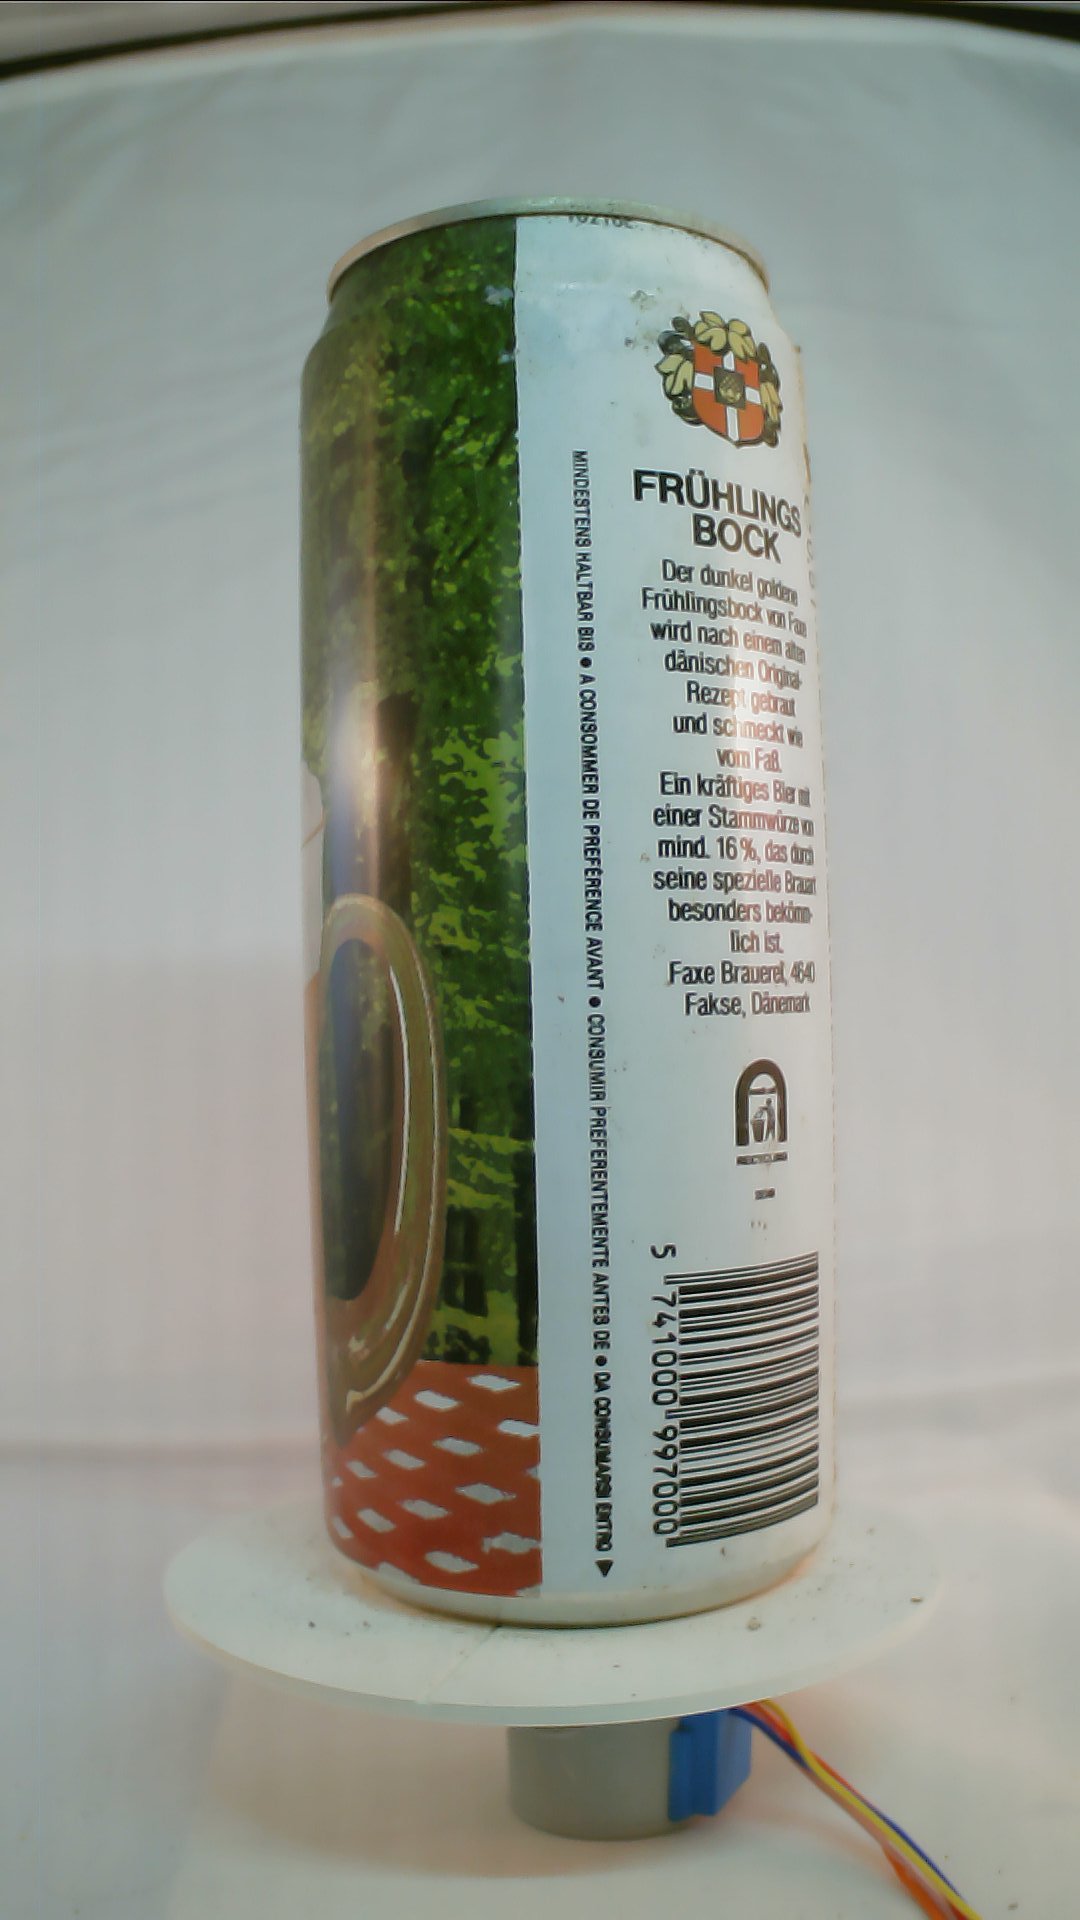 FRÜHLINGS
BOCK
Der dunkel goldene
Frühlingsbock von Faxe
wird nach einem alten
dänischen Original-
Rezept gebraut
und schmeckt wie
vom Faß.
Ein kräftiges Bier mit
einer Stammwürze von
mind. 16%, das durch
seine spezielle Brauart
besonders bekömm-
lich ist.
Faxe Brauerei, 4640
Fakse, Dänemark
RECYCLING
MINDESTENS HALTBAR BIS ● A CONSOMMER DE PREFÉRENCE AVANT ● CONSUMIR PREFERENTEMENTE ANTES DE ● DA CONSUMARSI ENTRO ▶
5 741000 997000